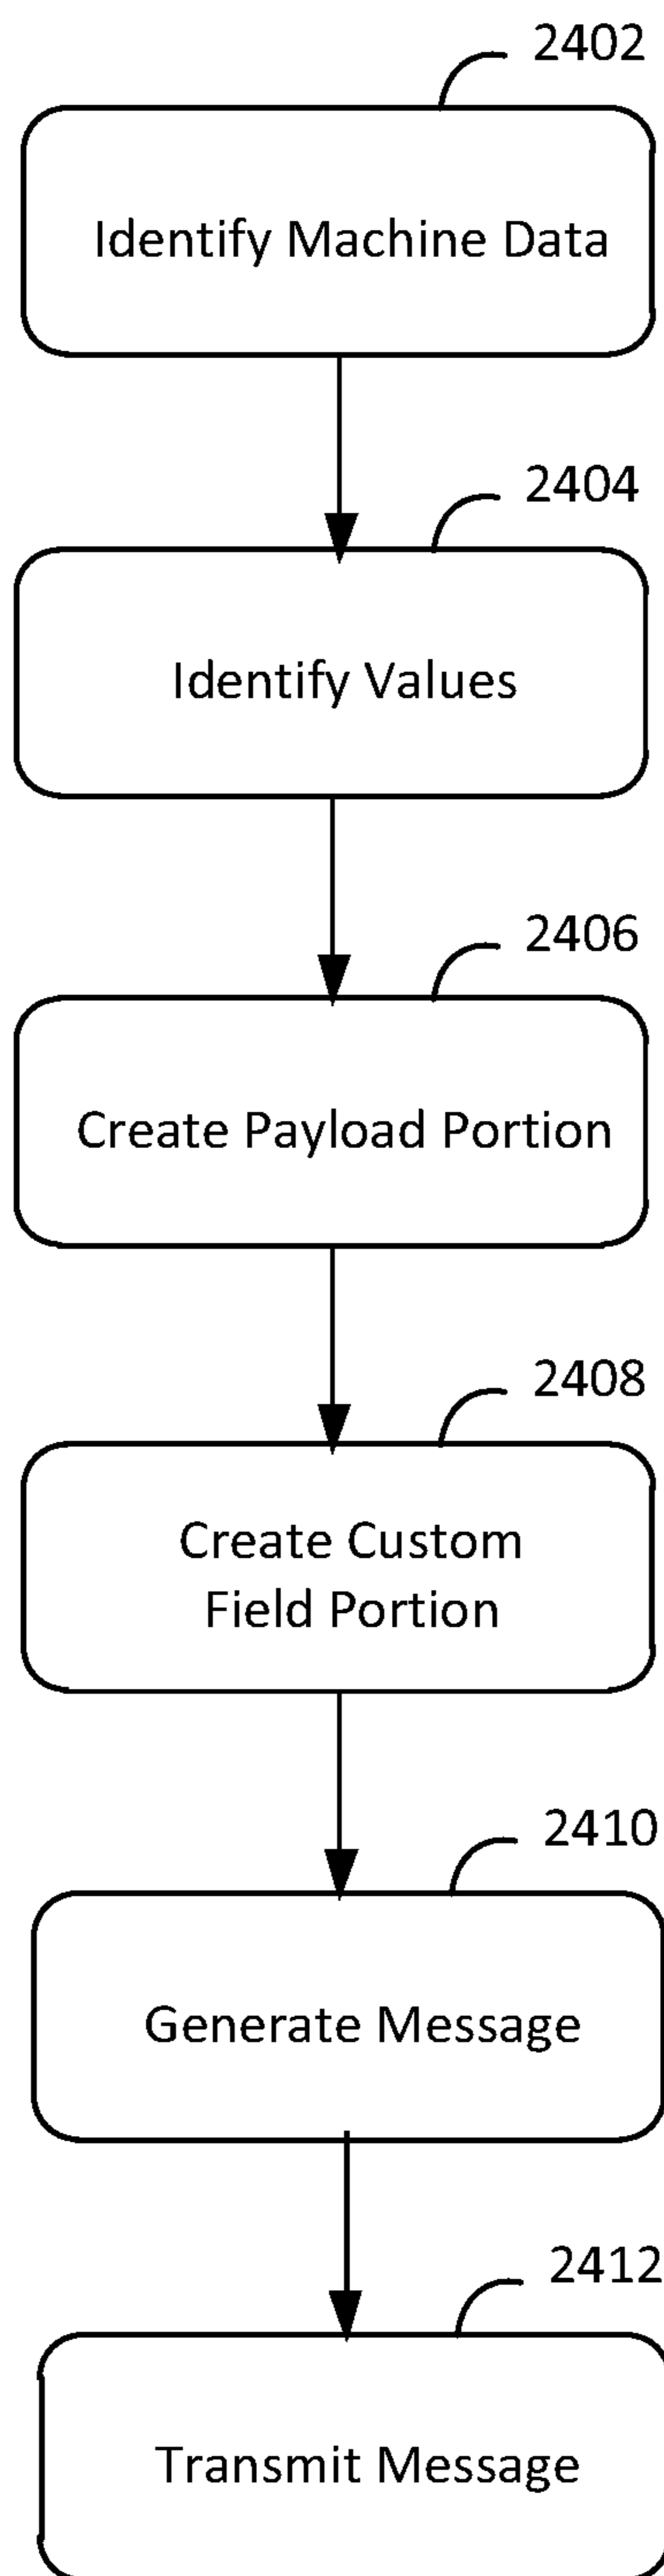 2402
Identify Machine Data
2404
Identify Values
2406
Create Payload Portion
2408
Create Custom
Field Portion
2410
Generate Message
2412
Transmit Message